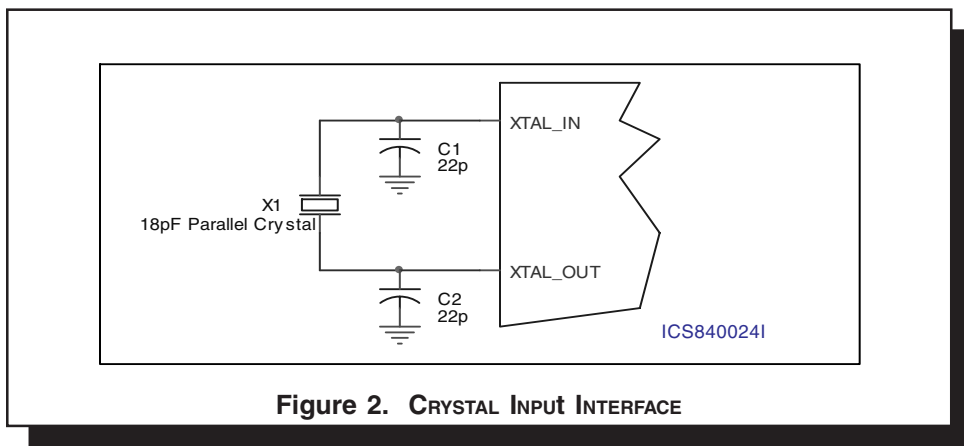 XTAL_IN
C1
22p
X1
18pF Parallel Crystal
XTAL_OUT
C2
22p
ICS840024I
Figure 2. CRYSTAL INPUt INTERFACE